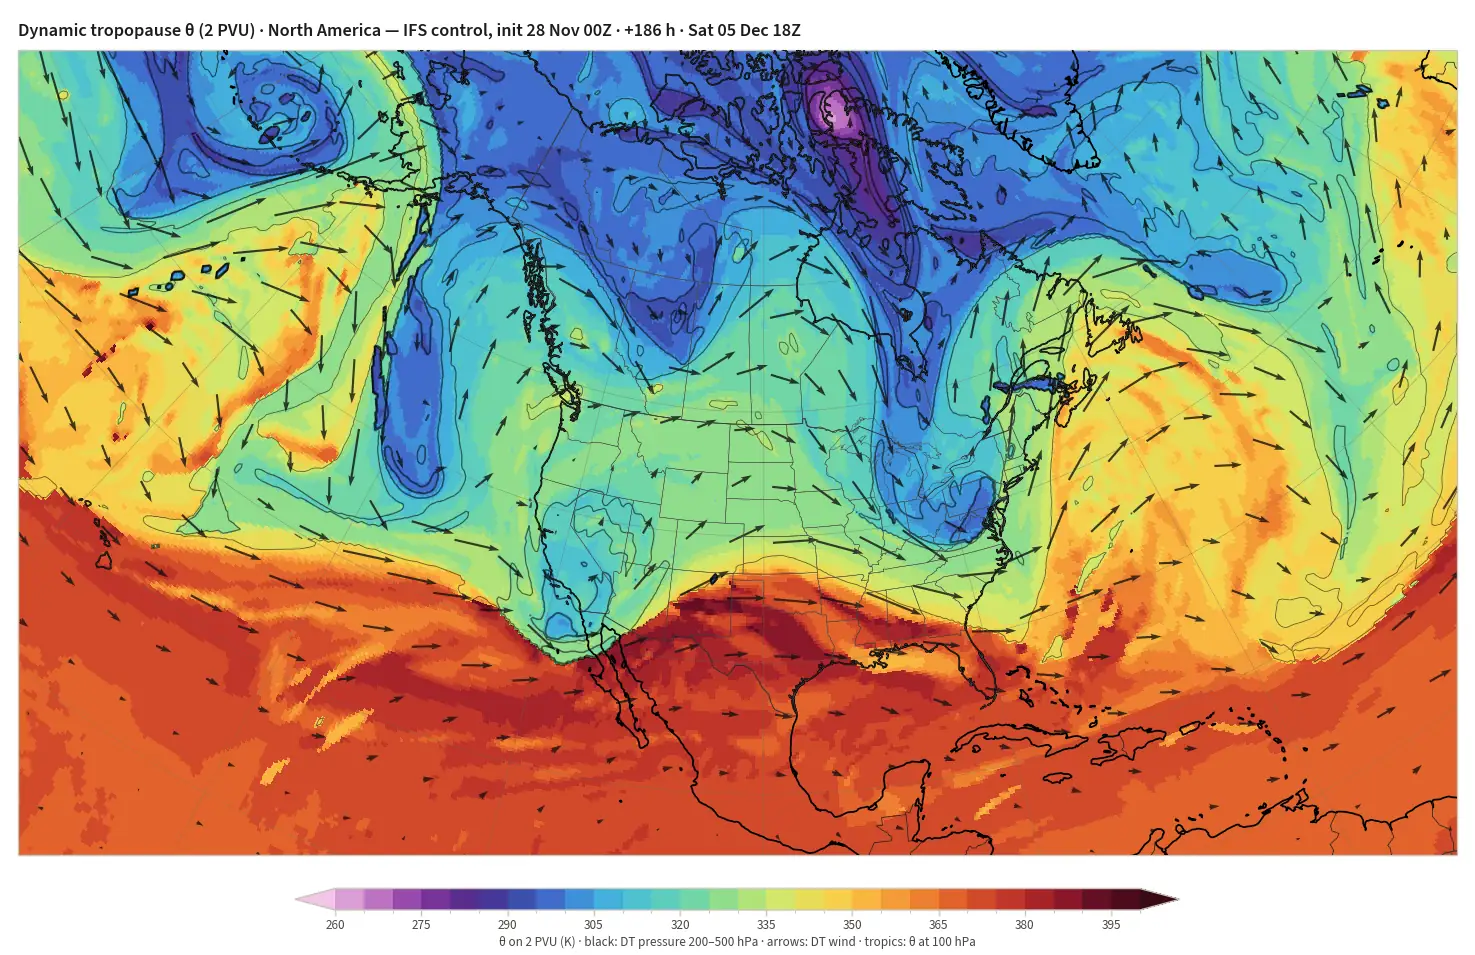 Dynamic tropopause θ (2 PVU) · North America — IFS control, init 28 Nov 00Z · +186 h · Sat 05 Dec 18Z
260 275 290 305 320 335 350 365 380 395
θ on 2 PVU (K) · black: DT pressure 200–500 hPa · arrows: DT wind · tropics: θ at 100 hPa